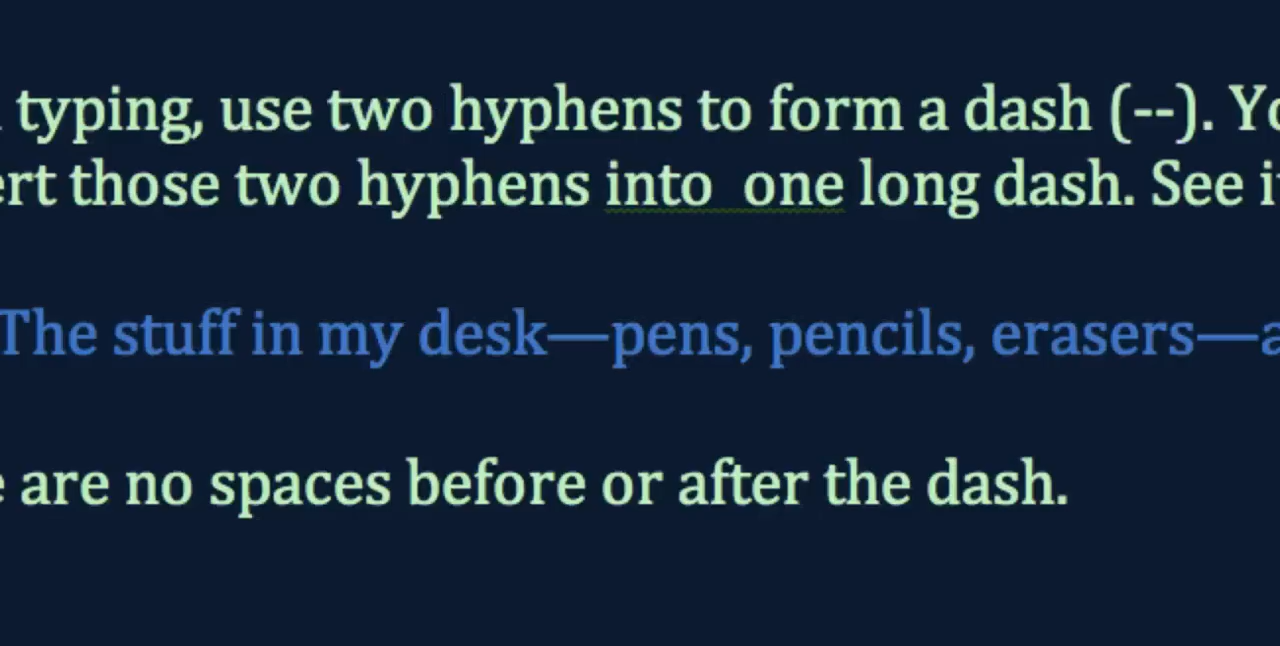 typing, use two hyphens to form a dash (--). Yo
ert those two hyphens into  one long dash. See i
The stuff in my desk—pens, pencils, erasers—a
e are no spaces before or after the dash.